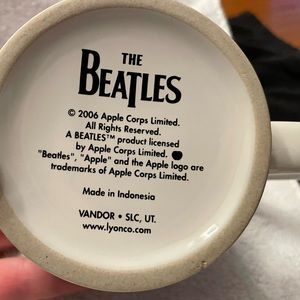 THE
BEATLES
© 2006 Apple Corps Limited.
All Rights Reserved.
A BEATLES™ product licensed
by Apple Corps Limited.
"Beatles", "Apple" and the Apple logo are
trademarks of Apple Corps Limited.
Made in Indonesia
VANDOR • SLC, UT.
www.lyonco.com